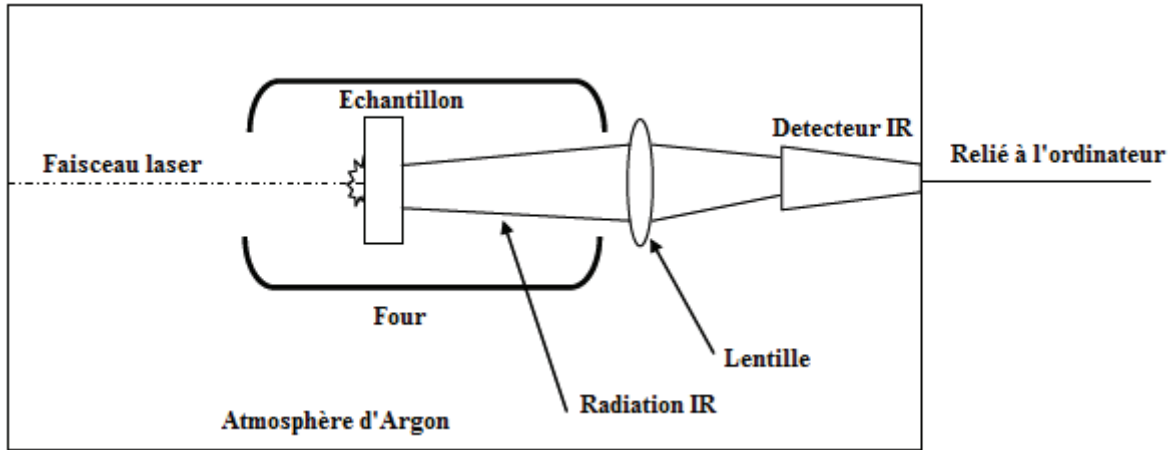 Echantillon
Detecteur IR
Faisceau laser
Relié à l'ordinateur
Four
Lentille
Radiation IR
Atmosphère d'Argon